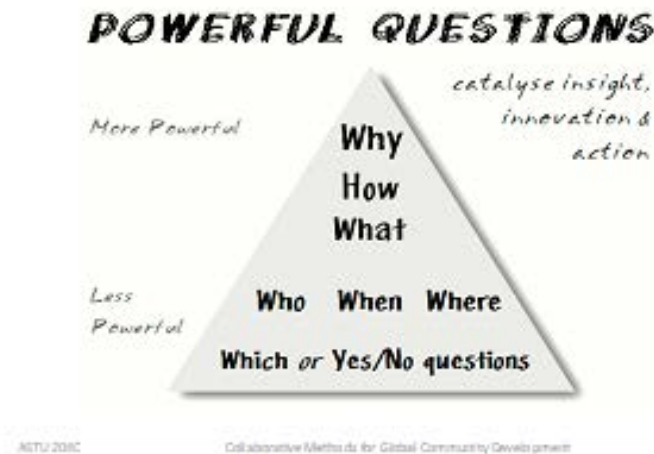 POWERFUL QUESTIONS
catalyse insight,
innovation &
action
More Powerful
Why
How
What
Less
Powerful
Who When Where
Which or Yes/No questions
Collaborative Methods for Global Community Development